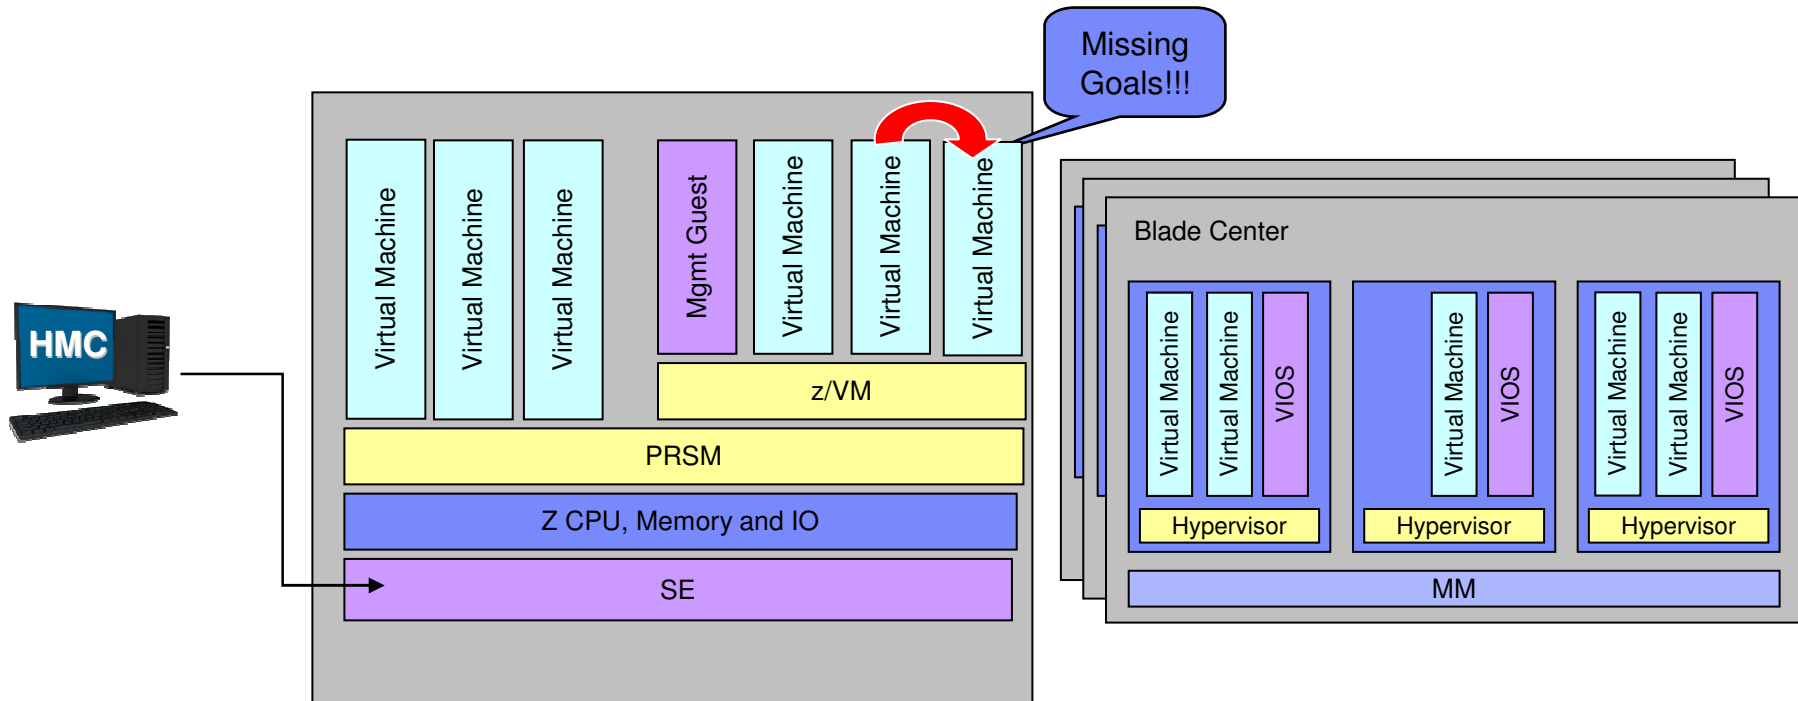 Missing
Goals!!!
HMC
Virtual Machine
Virtual Machine
Virtual Machine
Mgmt Guest
Virtual Machine
Virtual Machine
Virtual Machine
z/VM
PRSM
Z CPU, Memory and IO
SE
Blade Center
Virtual Machine
Virtual Machine
VIOS
Hypervisor
Virtual Machine
VIOS
Hypervisor
Virtual Machine
Virtual Machine
VIOS
Hypervisor
MM